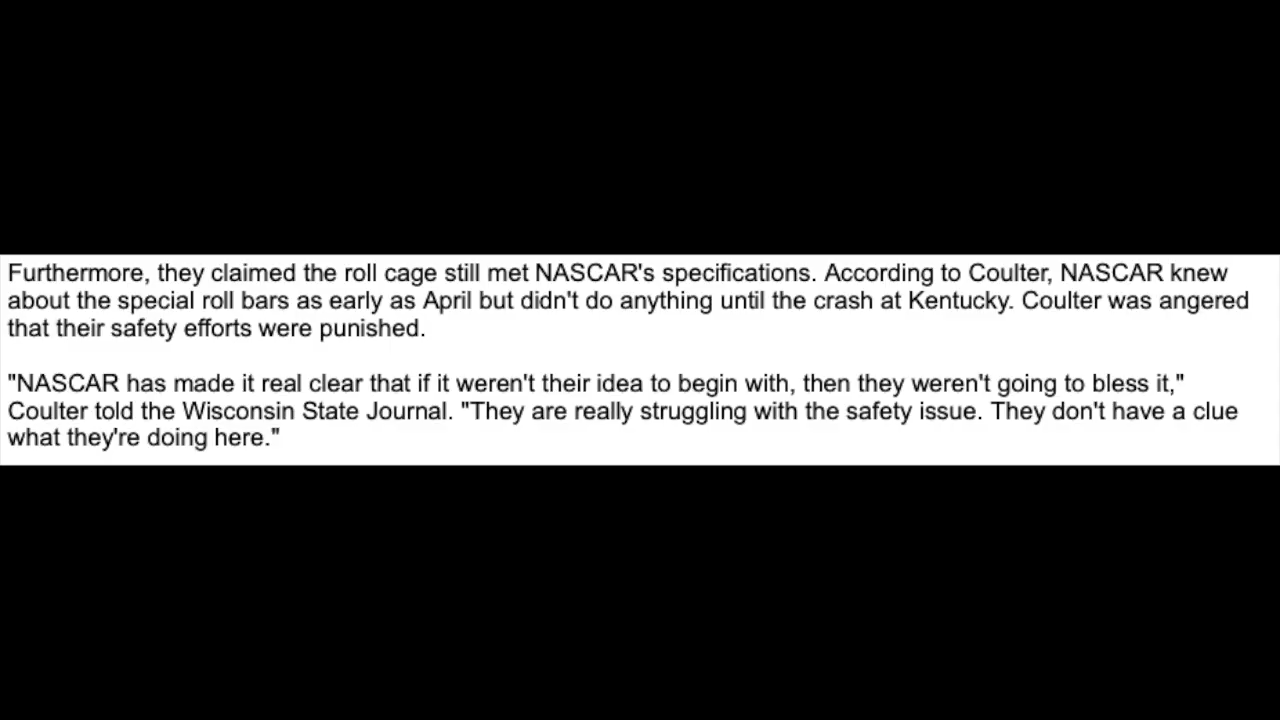 Furthermore, they claimed the roll cage still met NASCAR's specifications. According to Coulter, NASCAR knew
about the special roll bars as early as April but didn't do anything until the crash at Kentucky. Coulter was angered
that their safety efforts were punished.
"NASCAR has made it real clear that if it weren't their idea to begin with, then they weren't going to bless it,"
Coulter told the Wisconsin State Journal. "They are really struggling with the safety issue. They don't have a clue
what they're doing here."